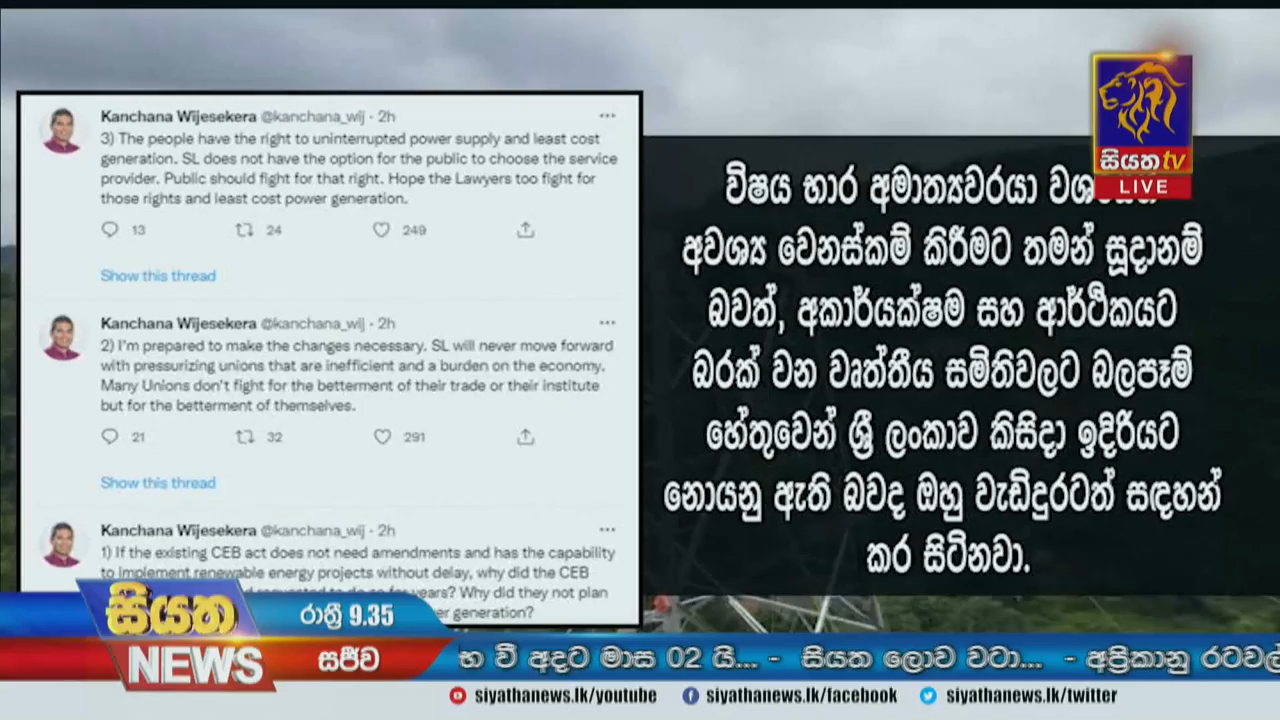 Kanchana Wijesekera @kanchana_wij · 2h
3) The people have the right to uninterrupted power supply and least cost
generation. SL does not have the option for the public to choose the service
provider. Public should fight for that right. Hope the Lawyers too fight for
those rights and least cost power generation.
13 24 249
Show this thread
Kanchana Wijesekera @kanchana_wij · 2h
2) I'm prepared to make the changes necessary. SL will never move forward
with pressurizing unions that are inefficient and a burden on the economy.
Many Unions don't fight for the betterment of their trade or their institute
but for the betterment of themselves.
21 32 291
Show this thread
Kanchana Wijesekera @kanchana_wij · 2h
1) If the existing CEB act does not need amendments and has the capability
to implement renewable energy projects without delay, why did the CEB
years? Why did they not plan
generation?
සියත tv
LIVE
විෂය භාර අමාත්‍යවරයා
අවශ්‍ය වෙනස්කම් කිරීමට තමන් සූදානම්
බවත්, අකාර්යක්ෂම සහ ආර්ථිකයට
බරක් වන වෘත්තීය සමිතිවලට බලපෑම්
හේතුවෙන් ශ්‍රී ලංකාව කිසිදා ඉදිරියට
නොයනු ඇති බවද ඔහු වැඩිදුරටත් සඳහන්
කර සිටිනවා.
සියත
NEWS
රාත්‍රී 9.35
සජීව
වී අදට මාස 02 යි... - සියත ලොව වටා... - අප්‍රිකානු රටවල්
siyathanews.lk/youtube siyathanews.lk/facebook siyathanews.lk/twitter